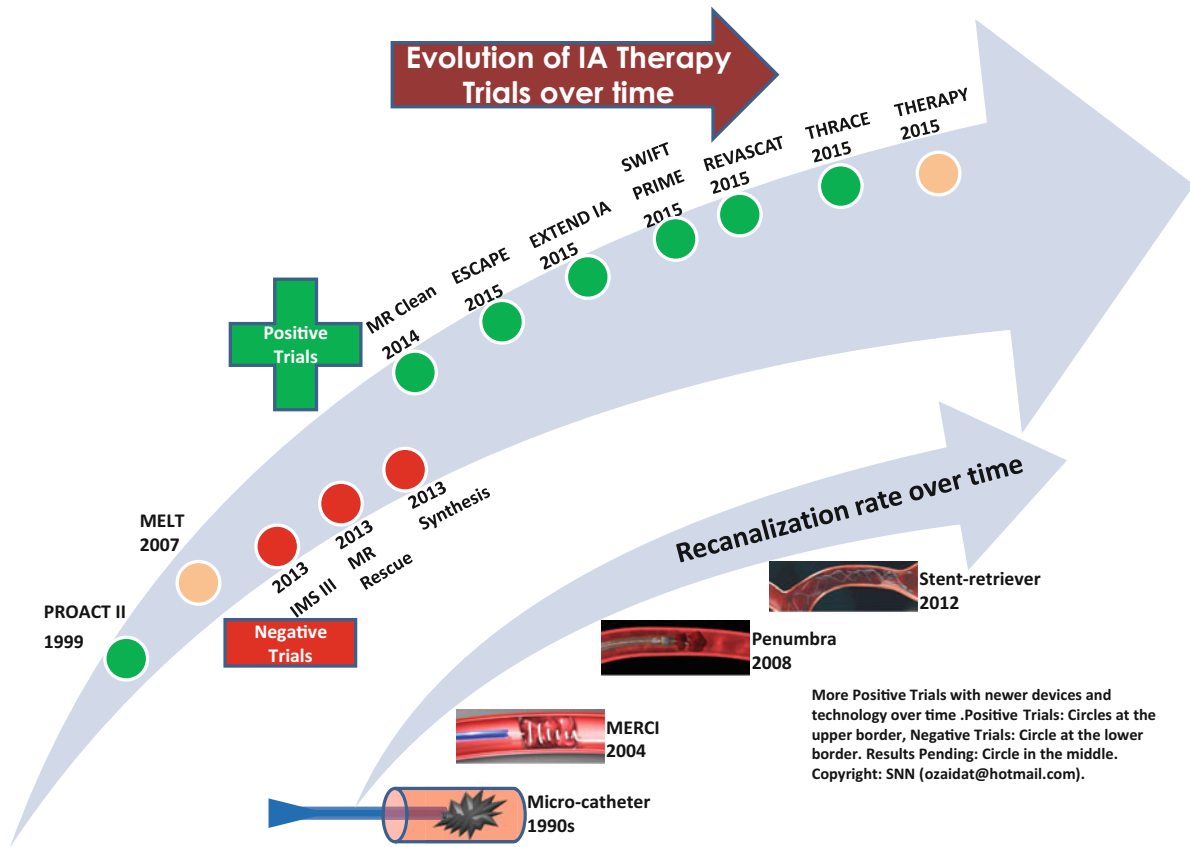 Evolution of IA Therapy
Trials over time
THERAPY
2015
THRACE
2015
REVASCAT
2015
SWIFT
PRIME
2015
EXTEND IA
2015
ESCAPE
2015
MR Clean
2014
Positive
Trials
2013
Synthesis
2013
MR
Rescue
2013
IMS III
MELT
2007
PROACT II
1999
Negative
Trials
Recanalization rate over time
Stent-retriever
2012
Penumbra
2008
MERCI
2004
Micro-catheter
1990s
More Positive Trials with newer devices and
technology over time .Positive Trials: Circles at the
upper border, Negative Trials: Circle at the lower
border. Results Pending: Circle in the middle.
Copyright: SNN (ozaidat@hotmail.com).